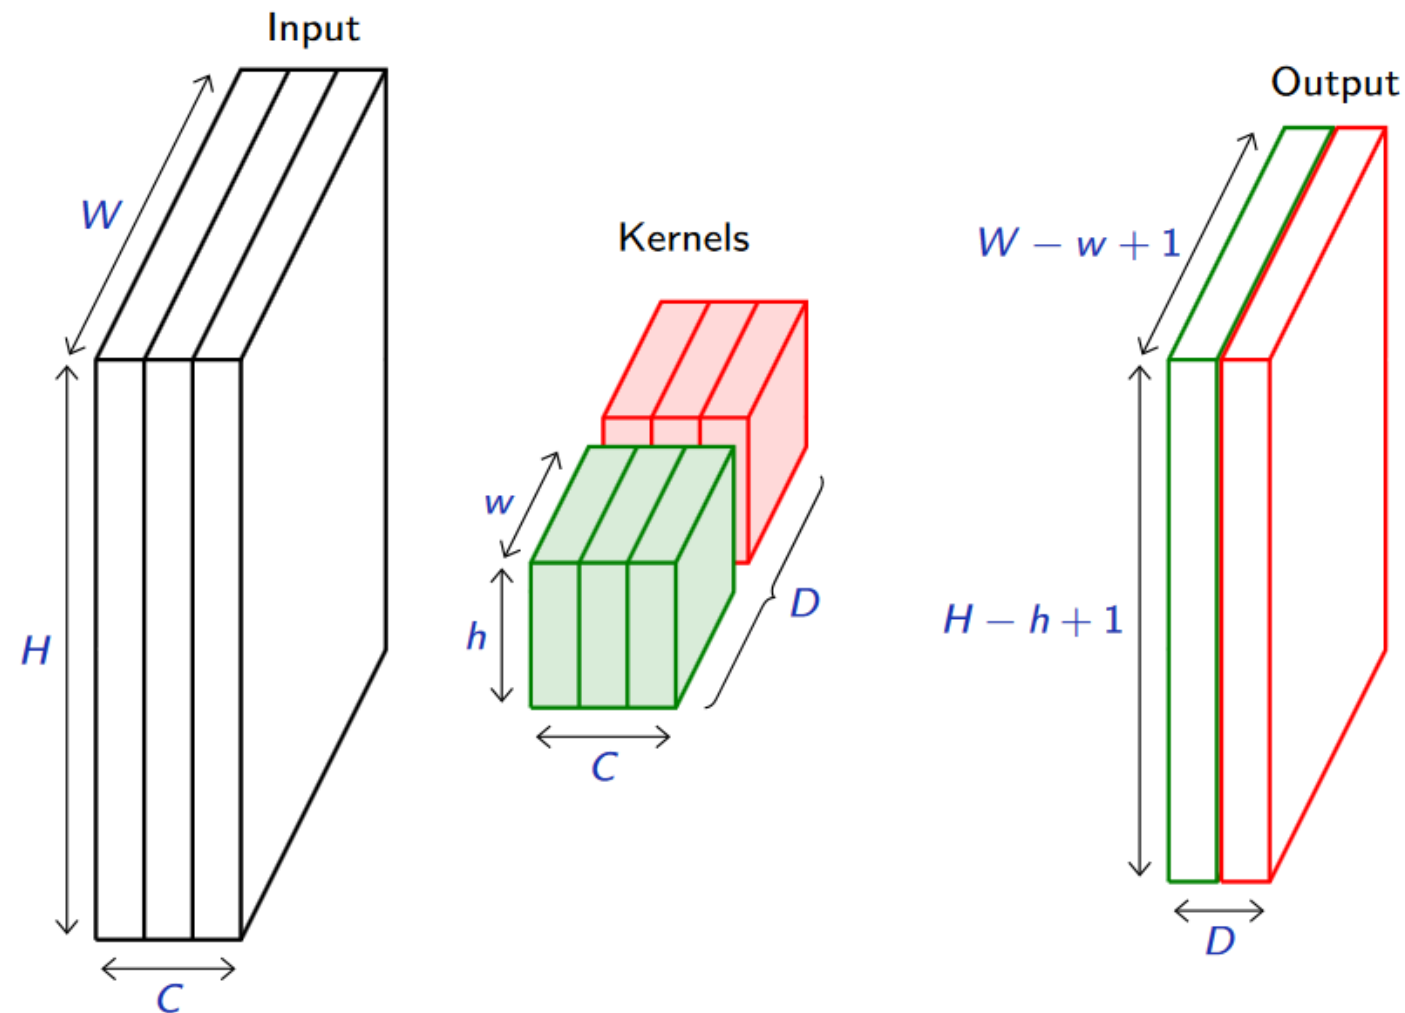 Input
W
H
C
Kernels
w
h
C
D
Output
W − w + 1
H − h + 1
D